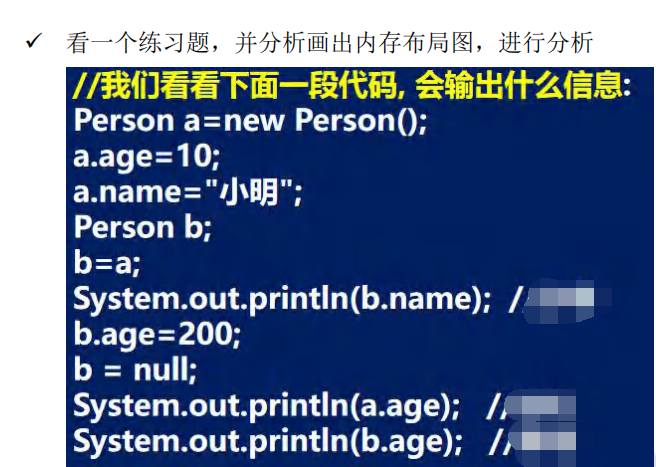 ✓ 看一个练习题，并分析画出内存布局图，进行分析
//我们看看下面一段代码, 会输出什么信息:
Person a=new Person();
a.age=10;
a.name="小明";
Person b;
b=a;
System.out.println(b.name); //
b.age=200;
b = null;
System.out.println(a.age); //
System.out.println(b.age); //